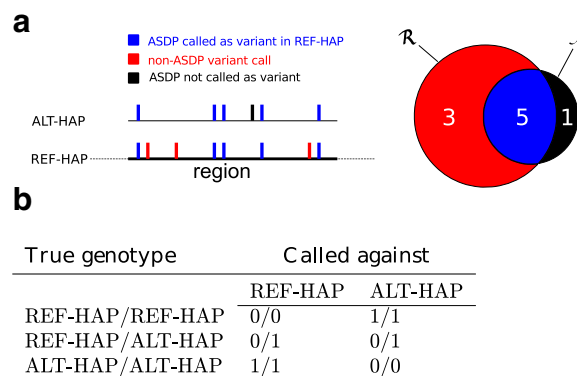 a
ASDP called as variant in REF-HAP
non-ASDP variant call
ASDP not called as variant
ALT-HAP
REF-HAP
region
R
3
5
1
b
True genotype Called against
REF-HAP ALT-HAP
REF-HAP/REF-HAP 0/0 1/1
REF-HAP/ALT-HAP 0/1 0/1
ALT-HAP/ALT-HAP 1/1 0/0